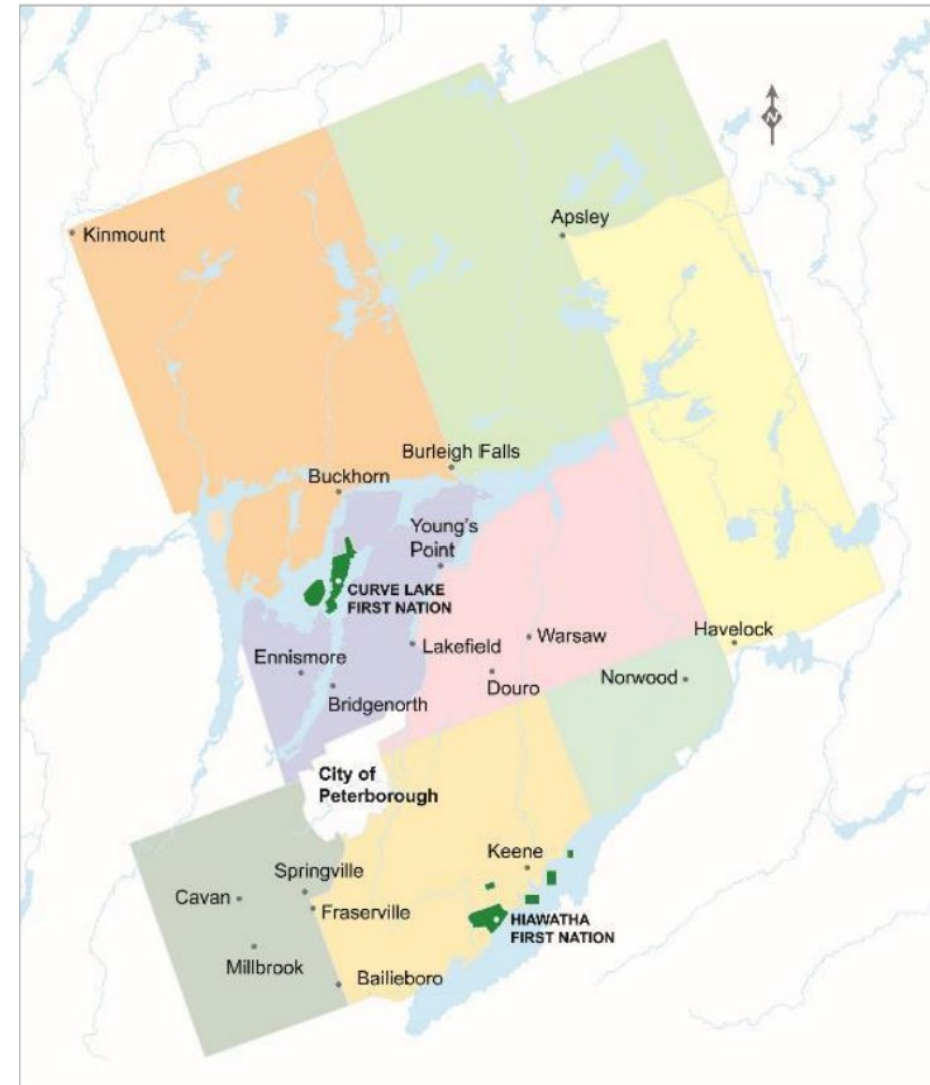 N
Apsley
Kinmount
Burleigh Falls
Buckhorn
Young's
Point
CURVE LAKE
FIRST NATION
Havelock
Warsaw
Lakefield
Ennismore
Norwood
Douro
Bridgenorth
City of
Peterborough
Keene
Springville
Cavan
Fraserville
HIAWATHA
FIRST NATION
Millbrook
Bailieboro